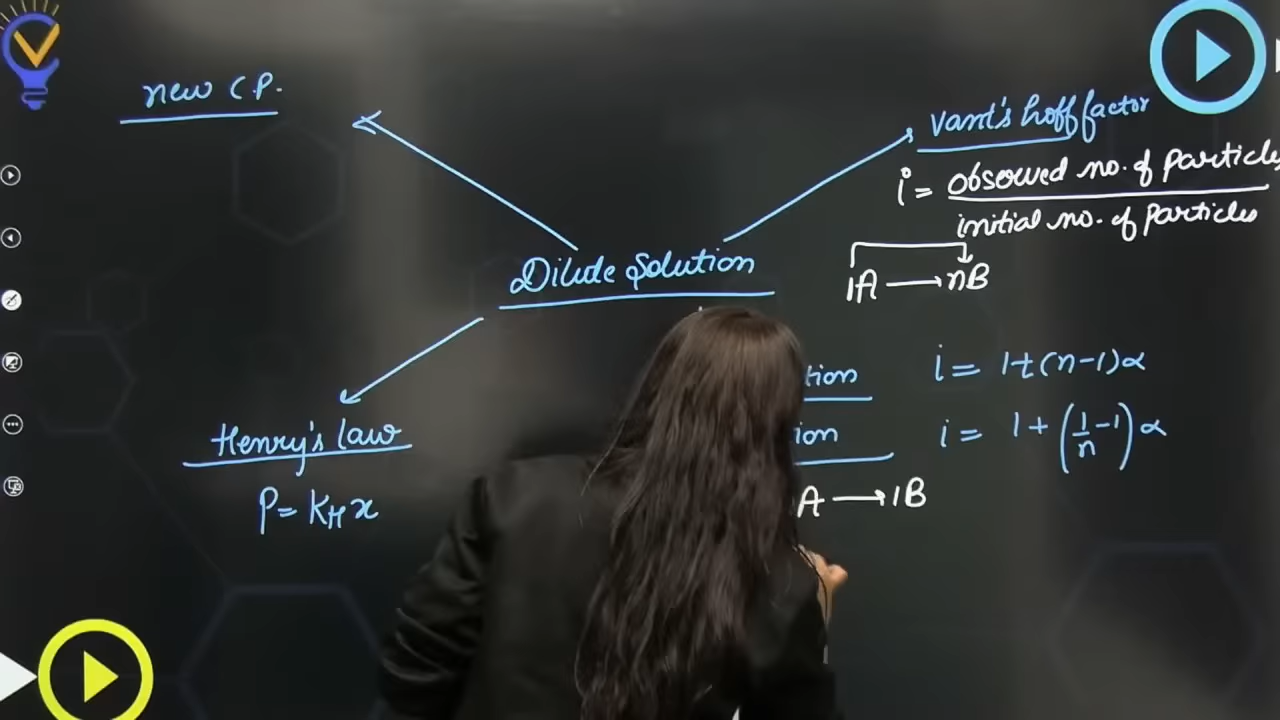 new C.P.
Vant's hoff factor
i = observed no. of particles
initial no. of particles
Dilute Solution
1A → nB
tion
i = 1+(n-1)α
Henry's law
ion
i = 1+(1/n-1)α
P= KH x
A → 1B